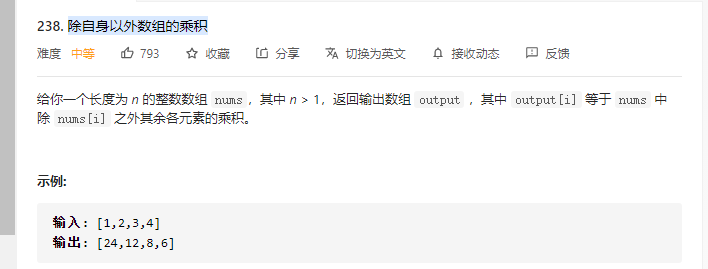 238. 除自身以外数组的乘积
难度 中等 793 收藏 分享 切换为英文 接收动态 反馈
给你一个长度为 n 的整数数组 nums，其中 n > 1，返回输出数组 output ，其中 output[i] 等于 nums 中
除 nums[i] 之外其余各元素的乘积。
示例:
输入: [1,2,3,4]
输出: [24,12,8,6]